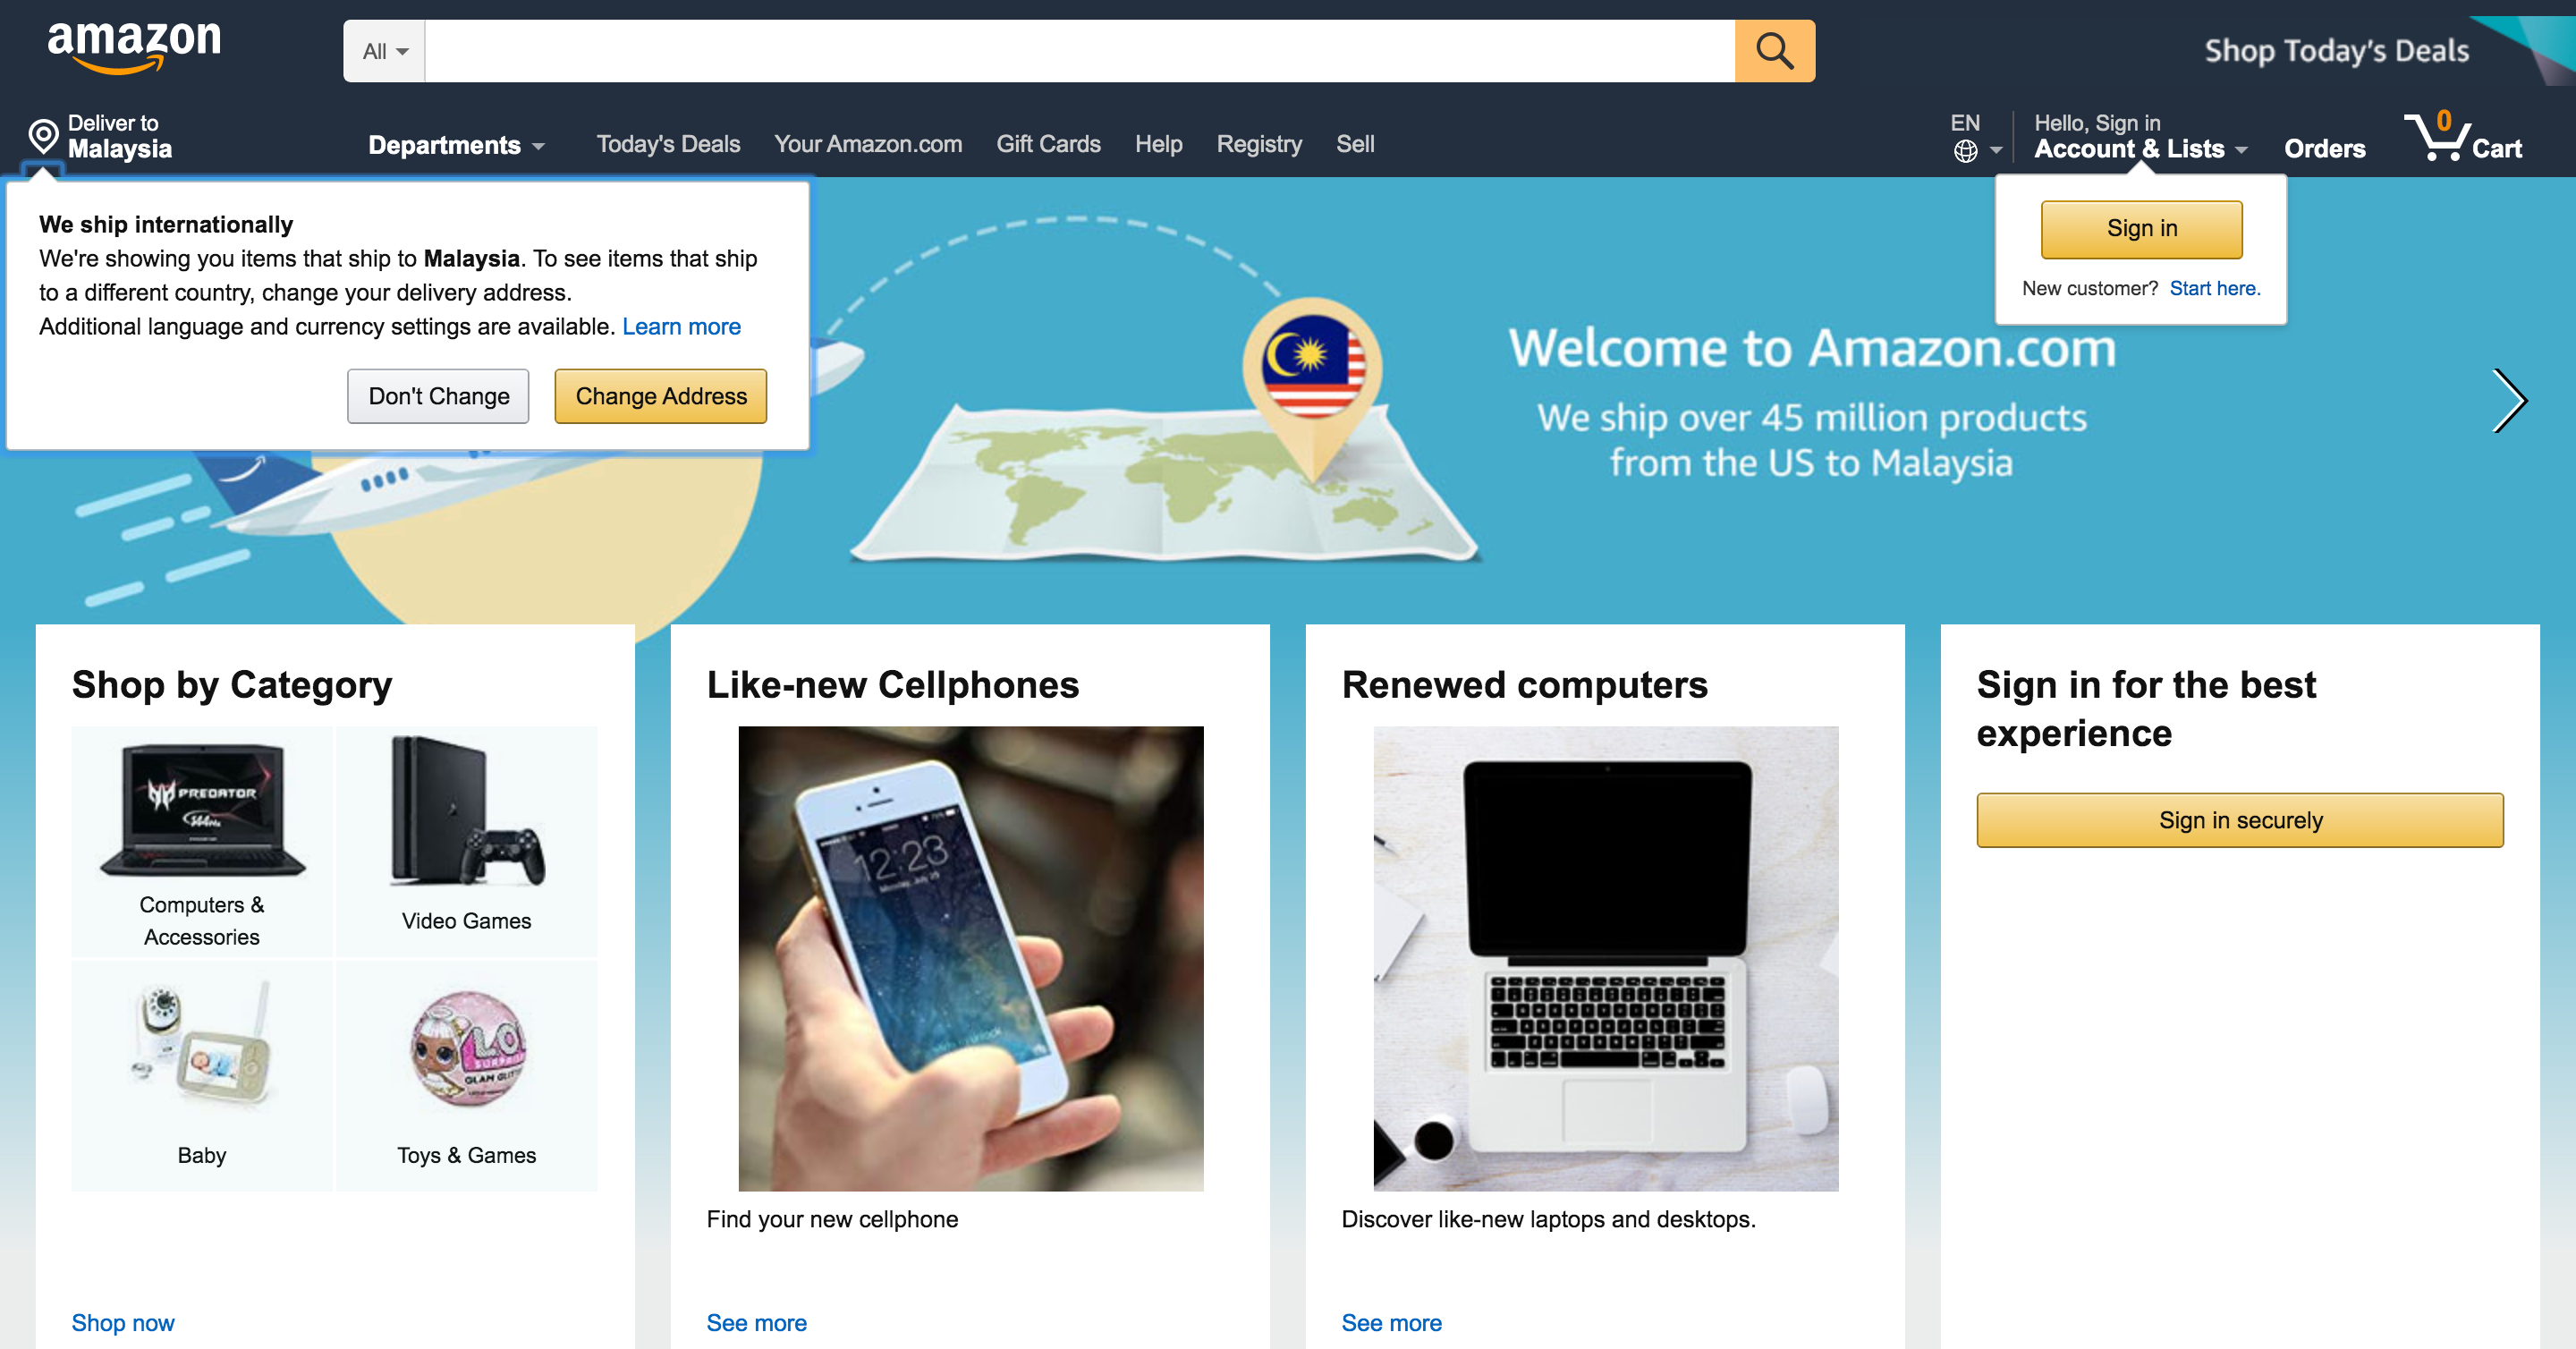 amazon
All
Shop Today's Deals
Deliver to
Malaysia
Departments
Today's Deals
Your Amazon.com
Gift Cards
Help
Registry
Sell
EN
Hello, Sign in
Account & Lists
Orders
0
Cart
We ship internationally
We're showing you items that ship to Malaysia. To see items that ship
to a different country, change your delivery address.
Additional language and currency settings are available. Learn more
Don't Change
Change Address
Sign in
New customer? Start here.
Welcome to Amazon.com
We ship over 45 million products
from the US to Malaysia
Shop by Category
PREDATOR
144Hz
Computers &
Accessories
Video Games
Baby
LO
SURPRISE
GLAM GLIT
Toys & Games
Shop now
Like-new Cellphones
12:23
Find your new cellphone
See more
Renewed computers
Discover like-new laptops and desktops.
See more
Sign in for the best
experience
Sign in securely